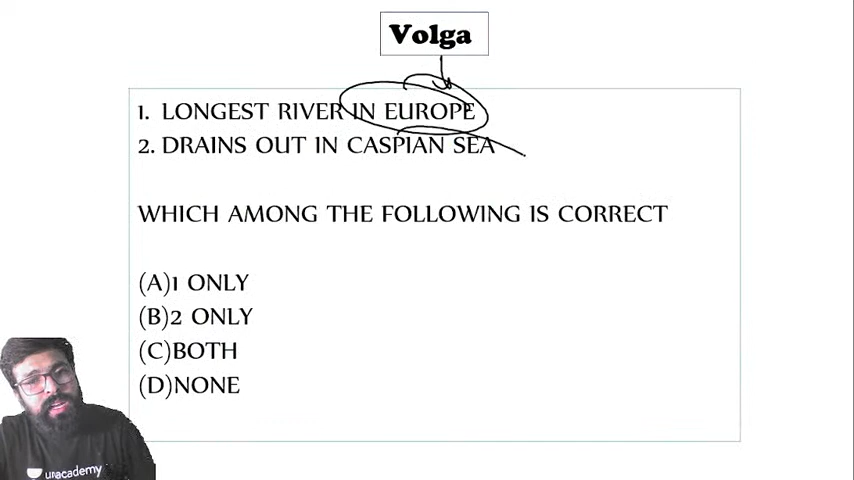 Volga
1. LONGEST RIVER IN EUROPE
2. DRAINS OUT IN CASPIAN SEA
WHICH AMONG THE FOLLOWING IS CORRECT
(A)1 ONLY
(B)2 ONLY
(C)BOTH
(D)NONE
unacademy